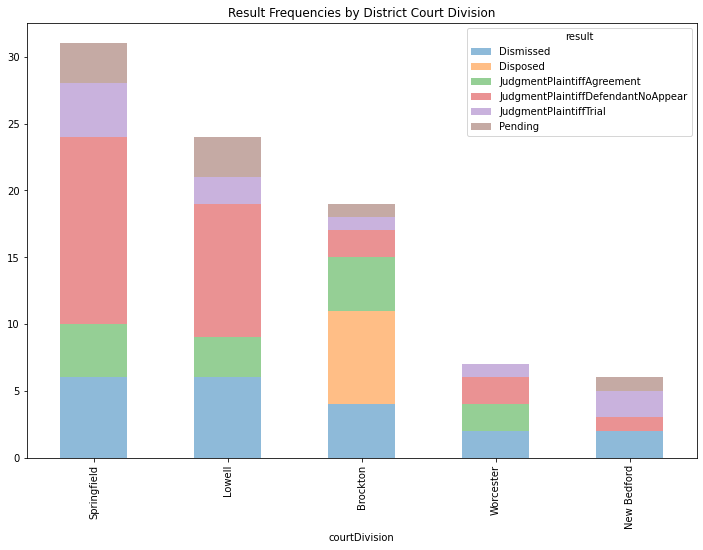 Result Frequencies by District Court Division
result
Dismissed
Disposed
JudgmentPlaintiffAgreement
JudgmentPlaintiffDefendantNoAppear
JudgmentPlaintiffTrial
Pending
30
25
20
15
10
5
0
Springfield
Lowell
Brockton
Worcester
New Bedford
courtDivision